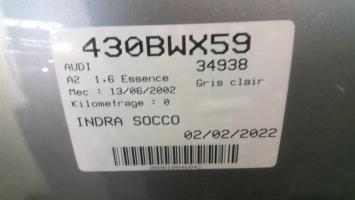 430BWX59
AUDI 34938
A2 1.6 Essence Gris clair
Mec : 13/06/2002
Kilometrage : 0
INDRA SOCCO
02/02/2022